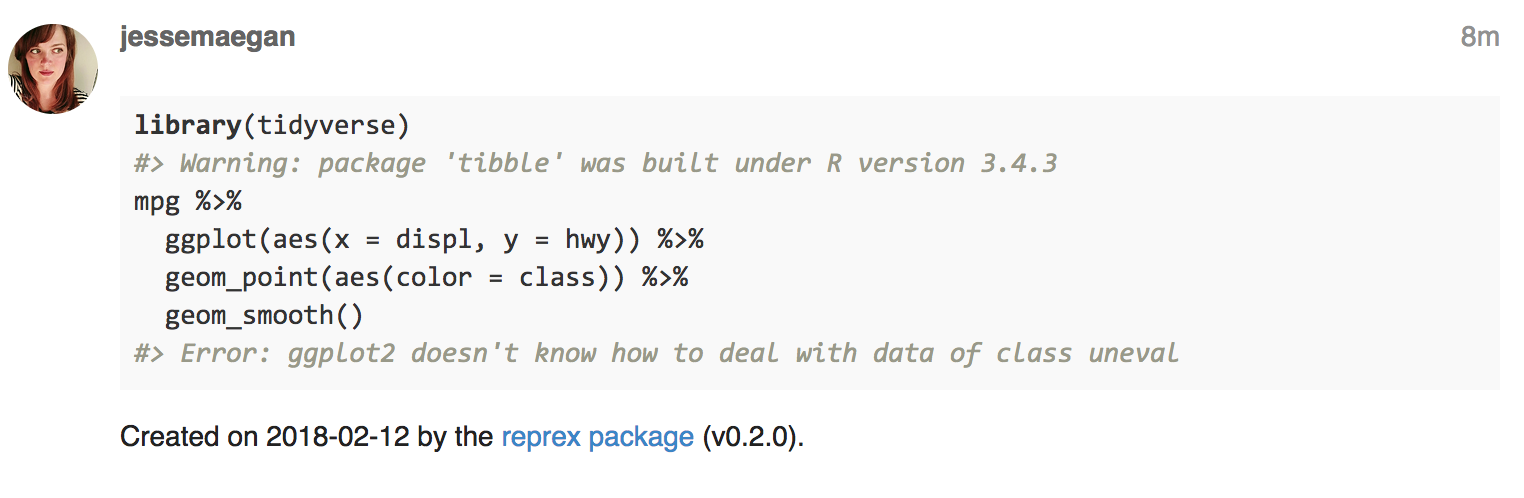 jessemaegan 8m
library(tidyverse)
#> Warning: package 'tibble' was built under R version 3.4.3
mpg %>%
  ggplot(aes(x = displ, y = hwy)) %>%
  geom_point(aes(color = class)) %>%
  geom_smooth()
#> Error: ggplot2 doesn't know how to deal with data of class uneval
Created on 2018-02-12 by the reprex package (v0.2.0).